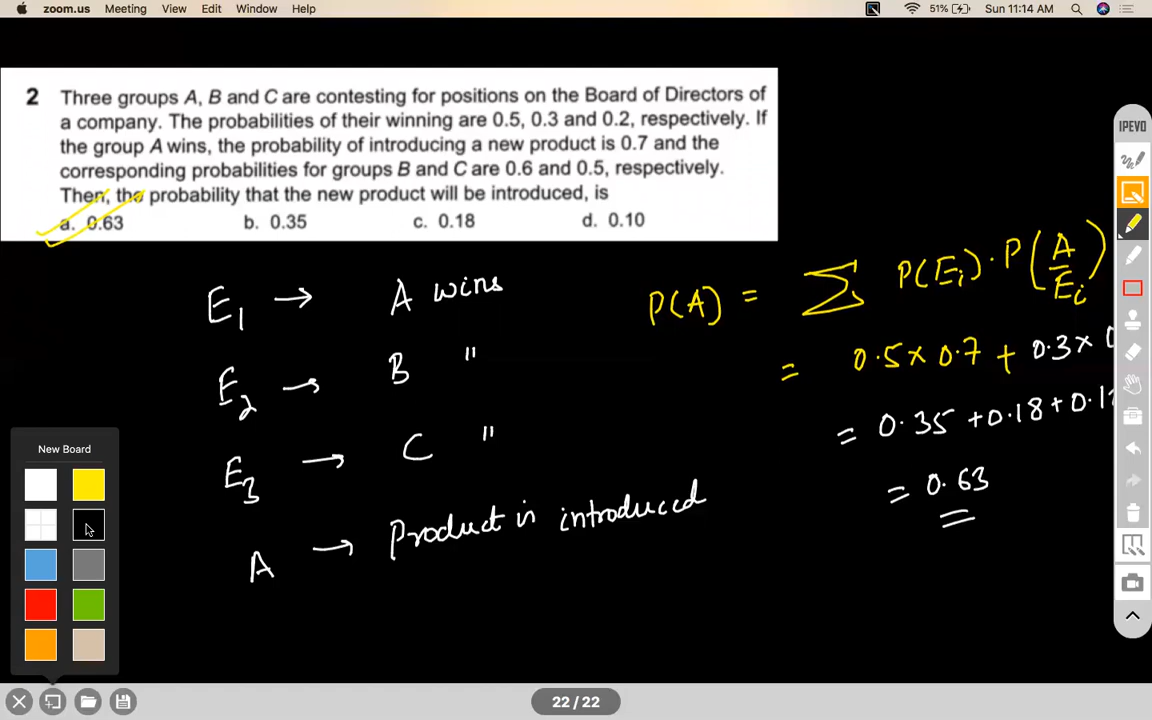 zoom.us Meeting View Edit Window Help 51% Sun 11:14 AM
2 Three groups A, B and C are contesting for positions on the Board of Directors of
a company. The probabilities of their winning are 0.5, 0.3 and 0.2, respectively. If
the group A wins, the probability of introducing a new product is 0.7 and the
corresponding probabilities for groups B and C are 0.6 and 0.5, respectively.
Then, the probability that the new product will be introduced, is
a. 0.63 b. 0.35 c. 0.18 d. 0.10
E₁ → A wins
E₂ → B "
E₃ → C "
A → Product is introduced
P(A) = Σ P(Eᵢ) · P(A/Eᵢ)
= 0.5 × 0.7 + 0.3 ×
= 0.35 + 0.18 + 0.1
= 0.63
IPEVO
New Board
22 / 22